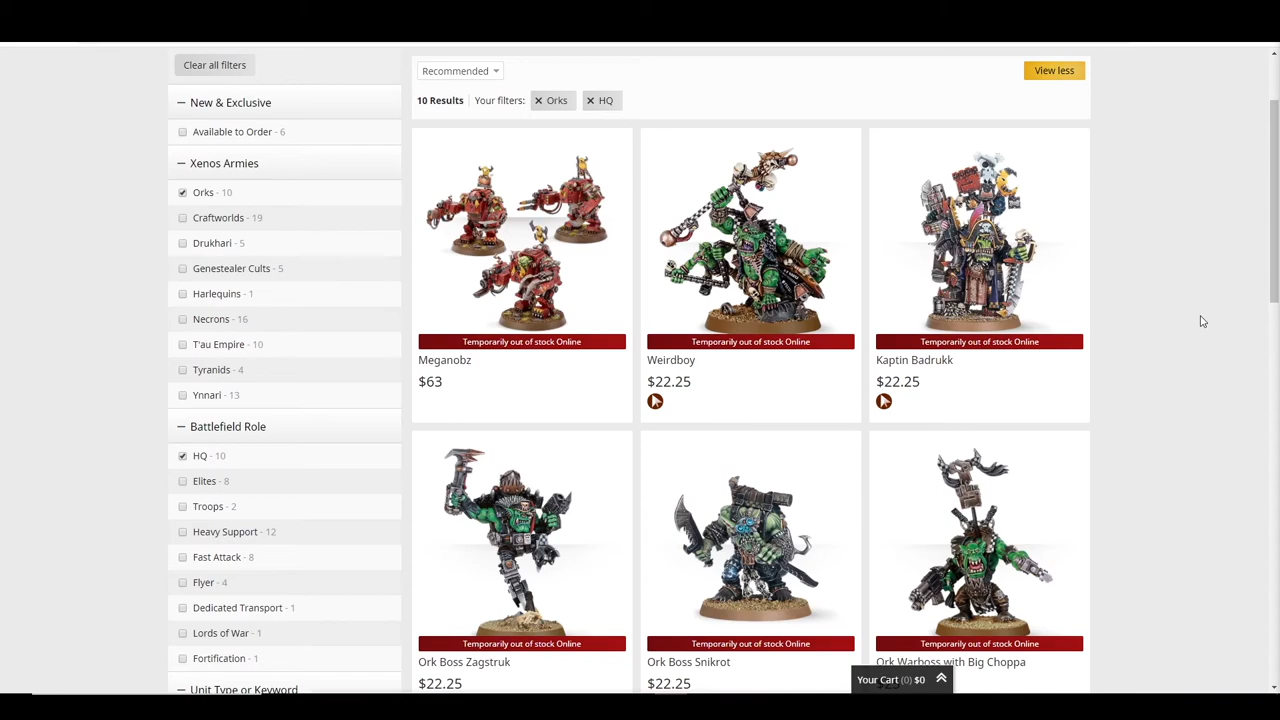 Clear all filters
New & Exclusive
Available to Order - 6
Xenos Armies
Orks - 10
Craftworlds - 19
Drukhari - 5
Genestealer Cults - 5
Harlequins - 1
Necrons - 16
T'au Empire - 10
Tyranids - 4
Ynnari - 13
Battlefield Role
HQ - 10
Elites - 8
Troops - 2
Heavy Support - 12
Fast Attack - 8
Flyer - 4
Dedicated Transport - 1
Lords of War - 1
Fortification - 1
Unit Type or Keyword
Recommended
View less
10 Results
Your filters:
Orks
HQ
Temporarily out of stock Online
Meganobz
$63
Temporarily out of stock Online
Weirdboy
$22.25
Temporarily out of stock Online
Kaptin Badrukk
$22.25
Temporarily out of stock Online
Ork Boss Zagstruk
$22.25
Temporarily out of stock Online
Ork Boss Snikrot
$22.25
Temporarily out of stock Online
Ork Warboss with Big Choppa
Your Cart (0) $0